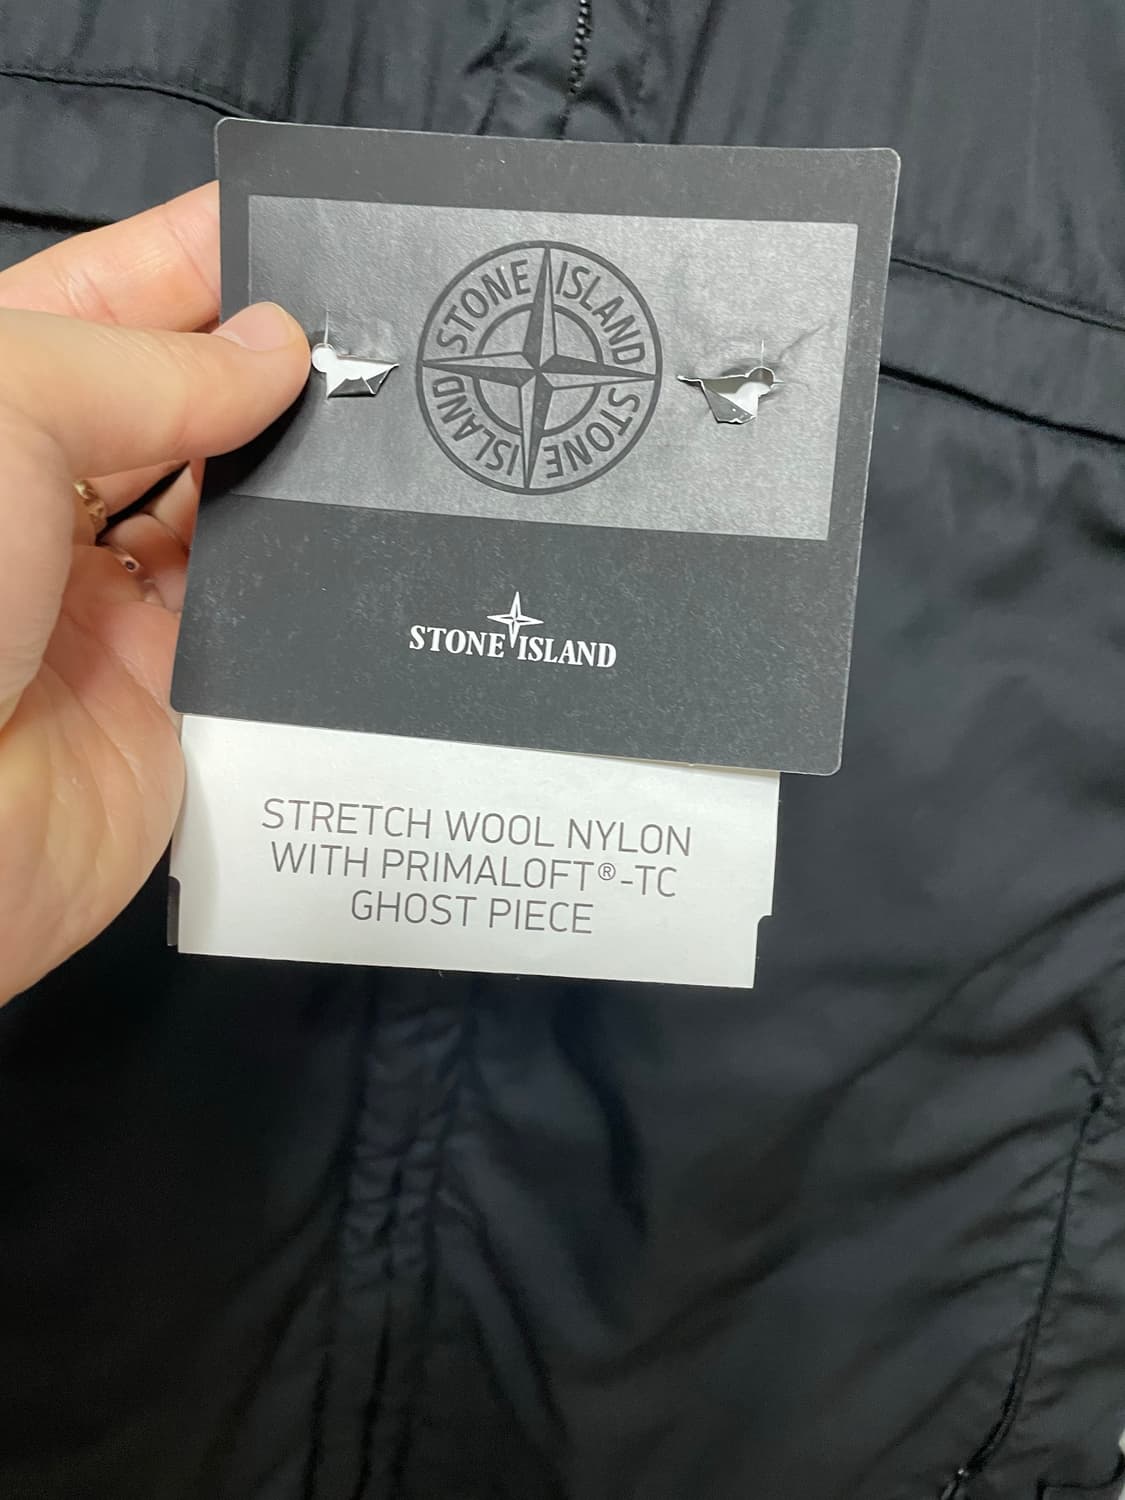 STONE ISLAND
STONE ISLAND
STONE ISLAND
STRETCH WOOL NYLON
WITH PRIMALOFT®-TC
GHOST PIECE